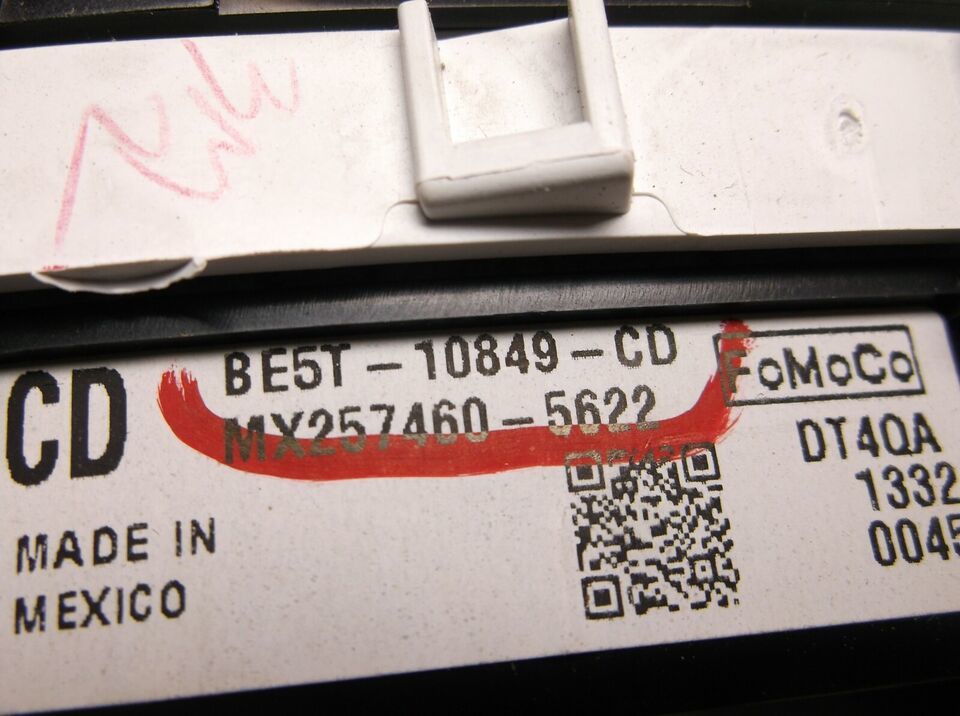 CD
BE5T-10849-CD
MX257460-5622
FoMoCo
DT4QA
1332
0045
MADE IN
MEXICO